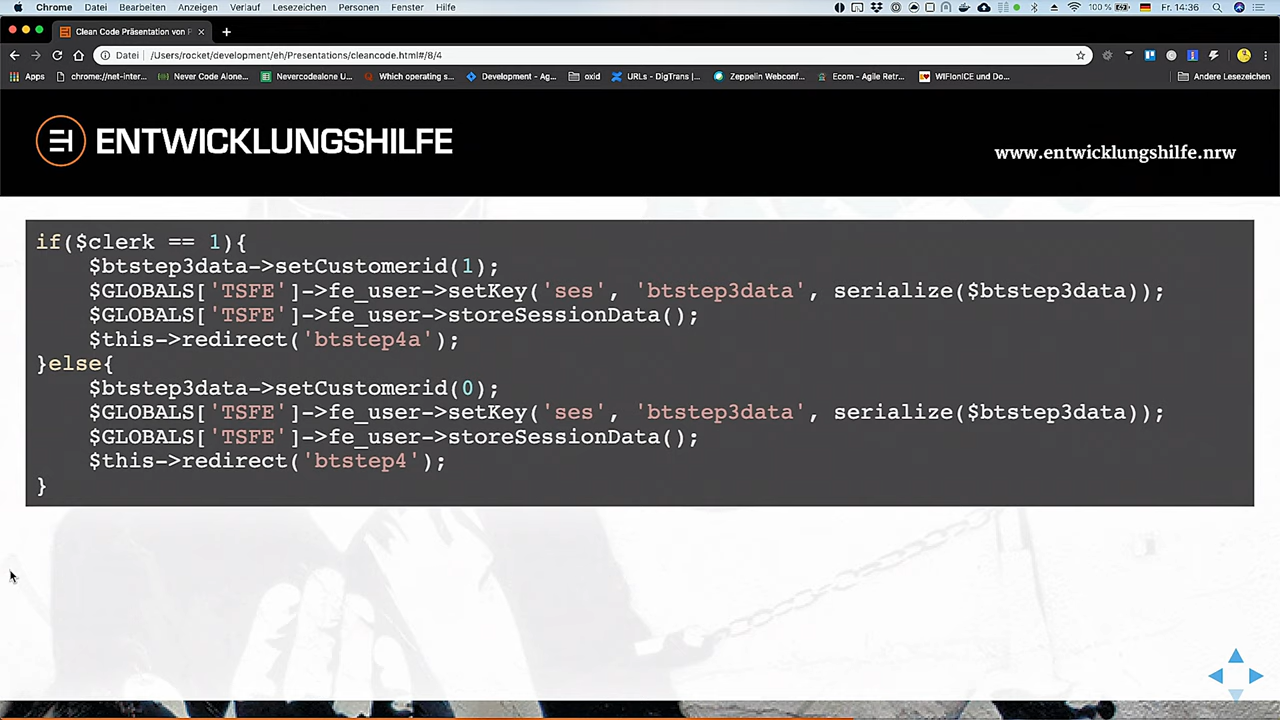 Chrome Datei Bearbeiten Anzeigen Verlauf Lesezeichen Personen Fenster Hilfe 100 % Fr. 14:36
Clean Code Präsentation von
Datei /Users/rocket/development/eh/Presentations/cleancode.html#/8/4
Apps chrome://net-inter... Never Code Alone... Nevercodealone U... Which operating s... Development - Ag... oxid URLs - DigTrans |... Zeppelin Webconf... Ecom - Agile Retr... WIFIonICE und Do... Andere Lesezeichen
ENTWICKLUNGSHILFE
www.entwicklungshilfe.nrw
if($clerk == 1){
    $btstep3data->setCustomerid(1);
    $GLOBALS['TSFE']->fe_user->setKey('ses', 'btstep3data', serialize($btstep3data));
    $GLOBALS['TSFE']->fe_user->storeSessionData();
    $this->redirect('btstep4a');
}else{
    $btstep3data->setCustomerid(0);
    $GLOBALS['TSFE']->fe_user->setKey('ses', 'btstep3data', serialize($btstep3data));
    $GLOBALS['TSFE']->fe_user->storeSessionData();
    $this->redirect('btstep4');
}